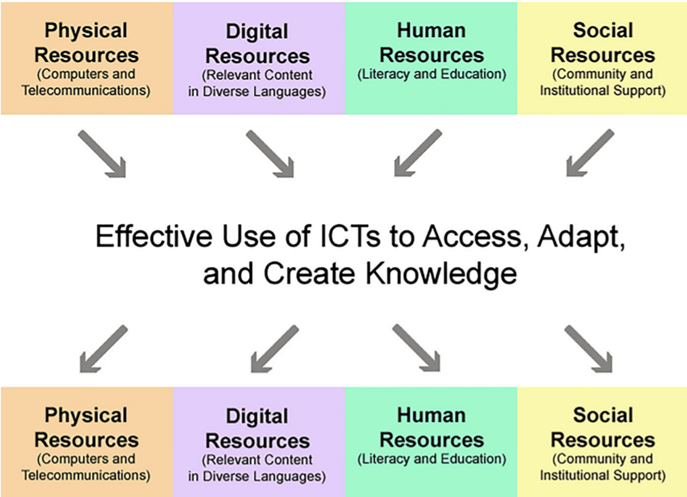 Physical
Resources
(Computers and
Telecommunications)
Digital
Resources
(Relevant Content
in Diverse Languages)
Human
Resources
(Literacy and Education)
Social
Resources
(Community and
Institutional Support)
Effective Use of ICTs to Access, Adapt,
and Create Knowledge
Physical
Resources
(Computers and
Telecommunications)
Digital
Resources
(Relevant Content
in Diverse Languages)
Human
Resources
(Literacy and Education)
Social
Resources
(Community and
Institutional Support)